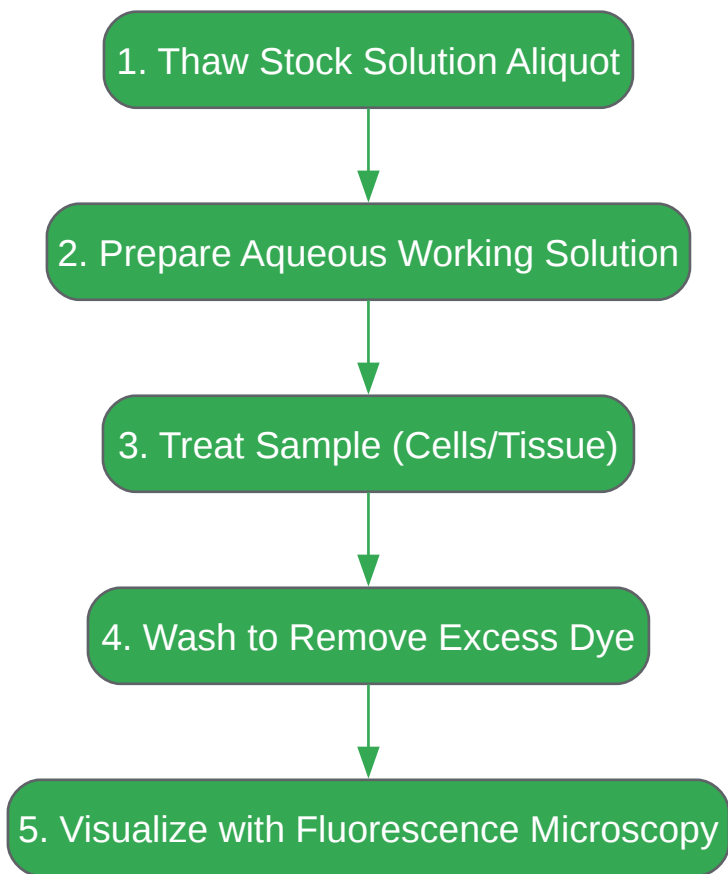 1. Thaw Stock Solution Aliquot
2. Prepare Aqueous Working Solution
3. Treat Sample (Cells/Tissue)
4. Wash to Remove Excess Dye
5. Visualize with Fluorescence Microscopy